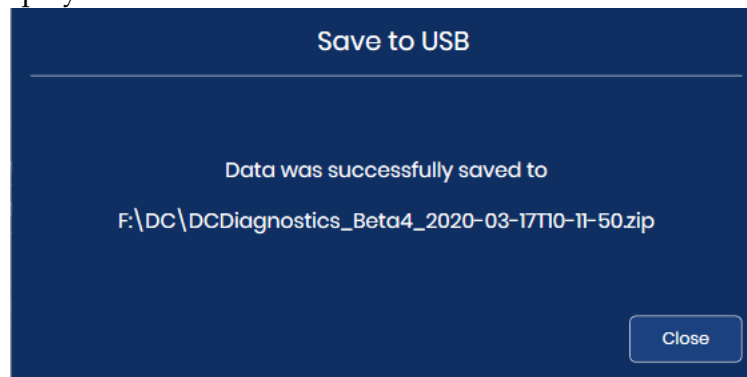 Save to USB
Data was successfully saved to
F:\DC\DCDiagnostics_Beta4_2020-03-17T10-11-50.zip
Close